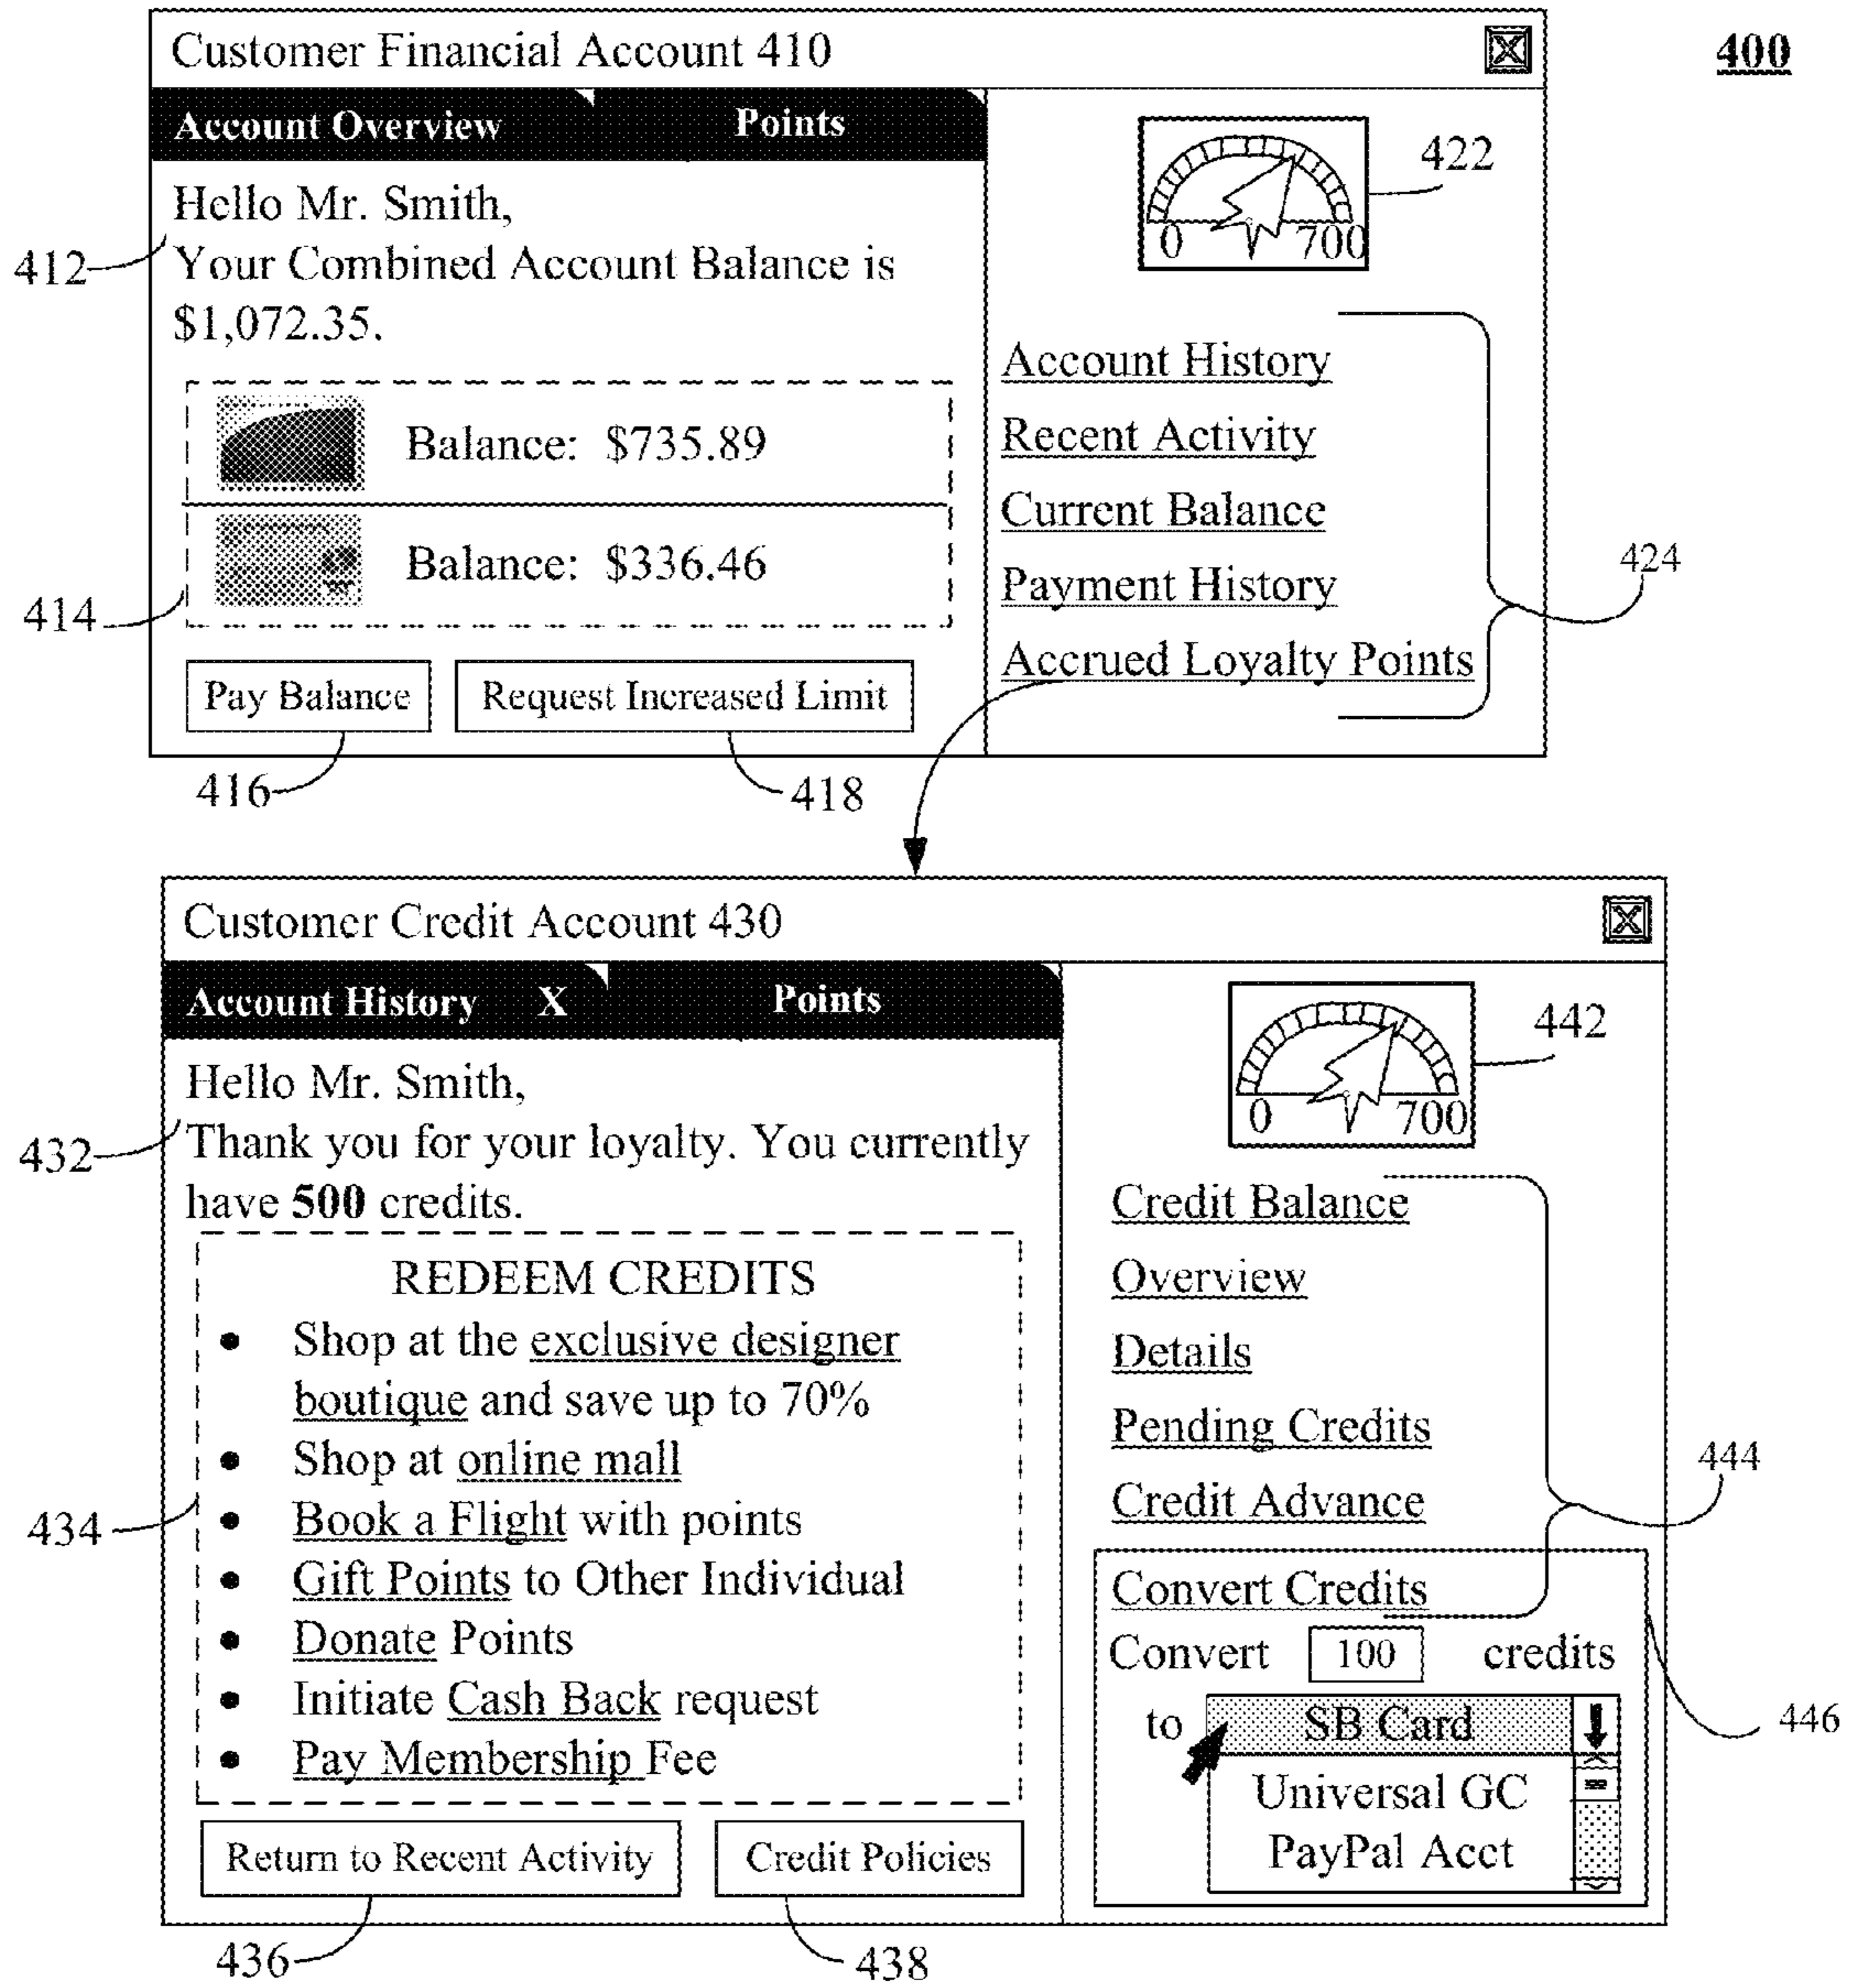 400
Customer Financial Account 410
X
Account Overview
Points
Hello Mr. Smith,
412
Your Combined Account Balance is
$1,072.35.
Balance: $735.89
Balance: $336.46
414
Pay Balance
Request Increased Limit
416
418
0
700
422
Account History
Recent Activity
Current Balance
Payment History
Accrued Loyalty Points
424
Customer Credit Account 430
X
Account History X
Points
Hello Mr. Smith,
432
Thank you for your loyalty. You currently
have 500 credits.
REDEEM CREDITS
• Shop at the exclusive designer
boutique and save up to 70%
• Shop at online mall
• Book a Flight with points
• Gift Points to Other Individual
• Donate Points
• Initiate Cash Back request
• Pay Membership Fee
434
Return to Recent Activity
Credit Policies
436
438
0
700
442
Credit Balance
Overview
Details
Pending Credits
Credit Advance
444
Convert Credits
Convert 100 credits
to SB Card
Universal GC
PayPal Acct
446